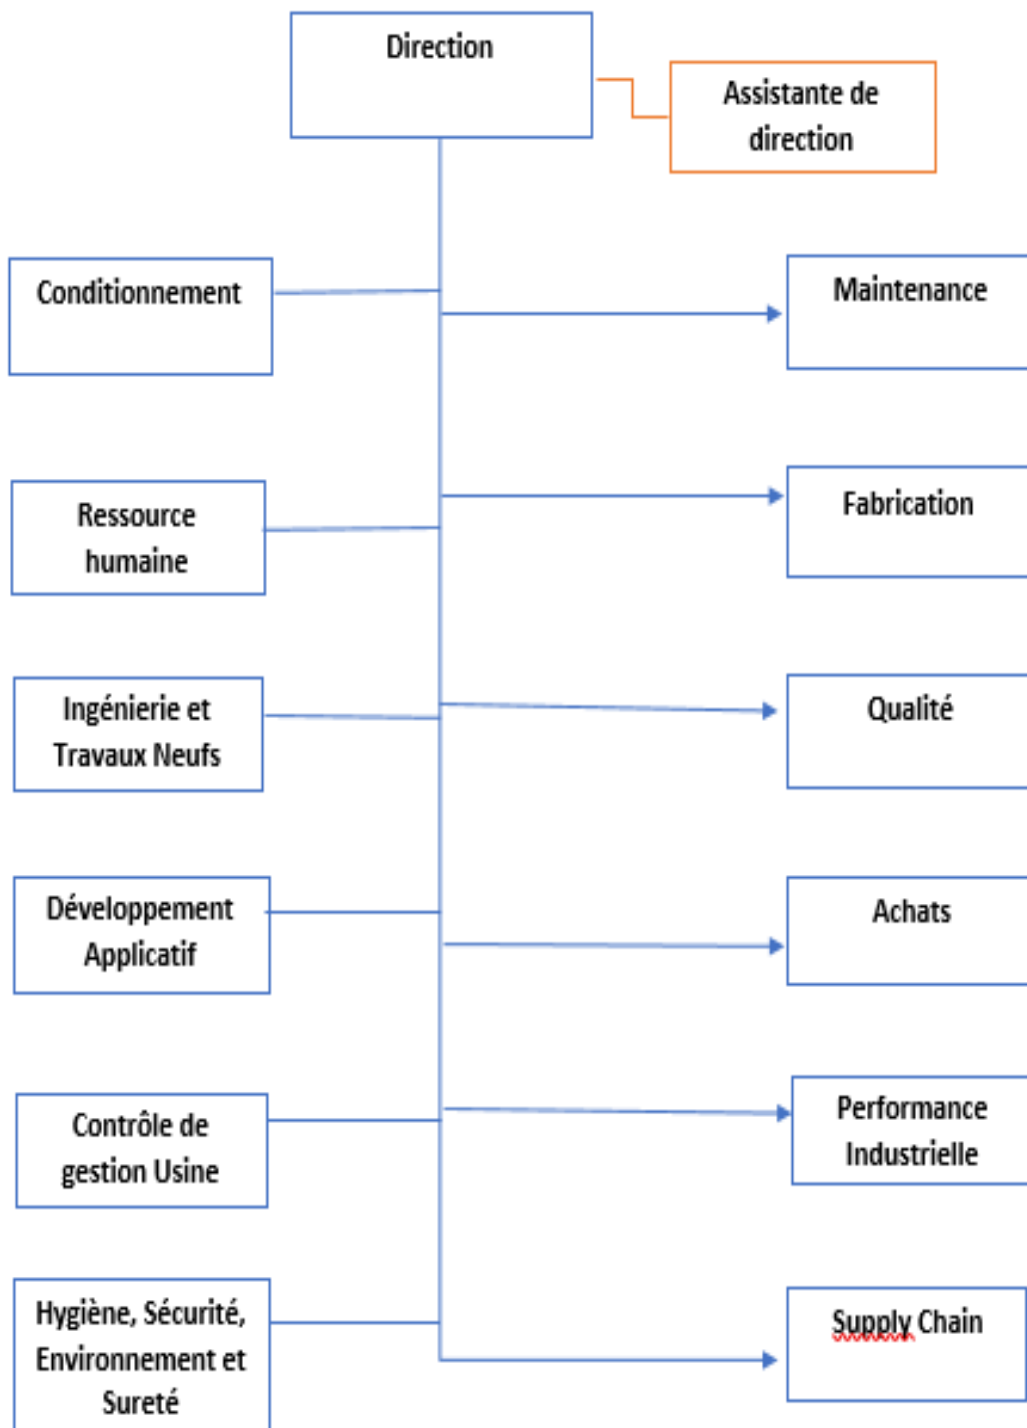 Direction
Assistante de
direction
Conditionnement
Maintenance
Ressource
humaine
Fabrication
Ingénierie et
Travaux Neufs
Qualité
Développement
Applicatif
Achats
Contrôle de
gestion Usine
Performance
Industrielle
Hygiène, Sécurité,
Environnement et
Sureté
Supply Chain